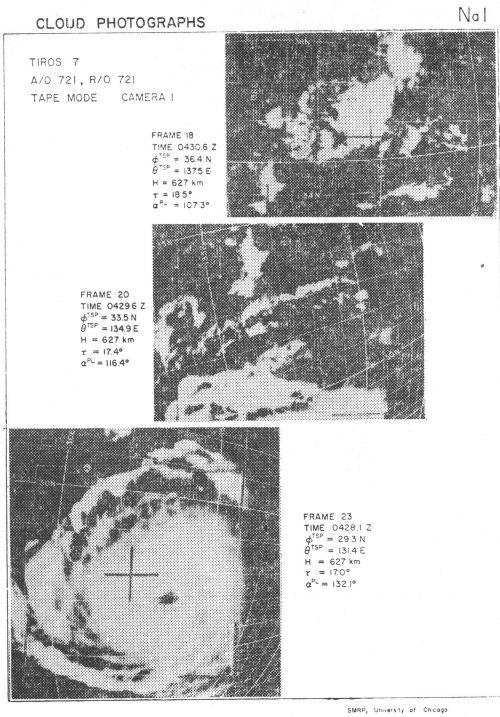 CLOUD PHOTOGRAPHS
Na1
TIROS 7
A/O 721, R/O 721
TAPE MODE CAMERA 1
FRAME 18
TIME 0430.6 Z
ϕTSP = 36.4 N
θTSP = 137.5 E
H = 627 km
τ = 18.5°
αPL = 107.3°
FRAME 20
TIME 0429.6 Z
ϕTSP = 33.5 N
θTSP = 134.9 E
H = 627 km
τ = 17.4°
αPL = 116.4°
30N
FRAME 23
TIME 0428.1 Z
ϕTSP = 29.3 N
θTSP = 131.4 E
H = 627 km
τ = 17.0°
αPL = 132.1°
SMRP, University of Chicago